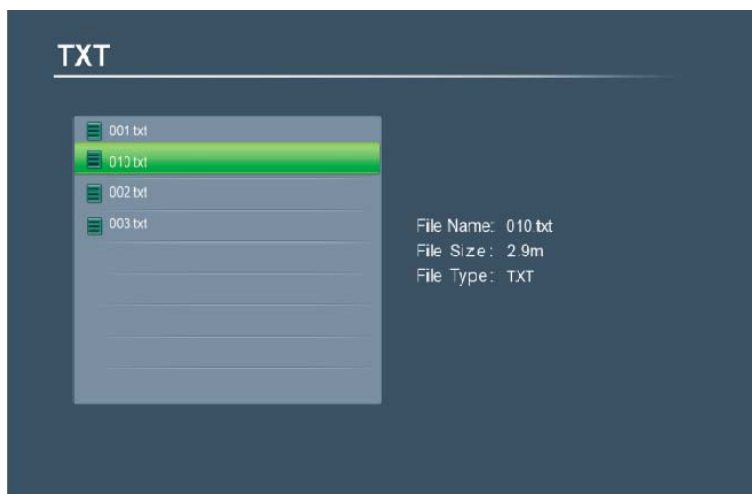 TXT
001.txt
010.txt
002.txt
003.txt
File Name: 010.txt
File Size: 2.9m
File Type: TXT